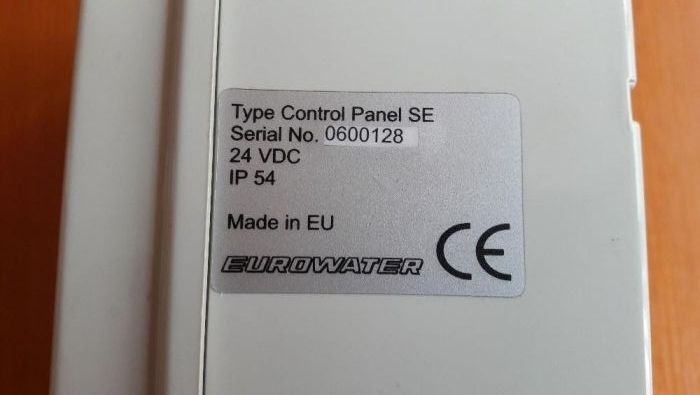 Type Control Panel SE
Serial No. 0600128
24 VDC
IP 54
Made in EU
EUROWATER CE